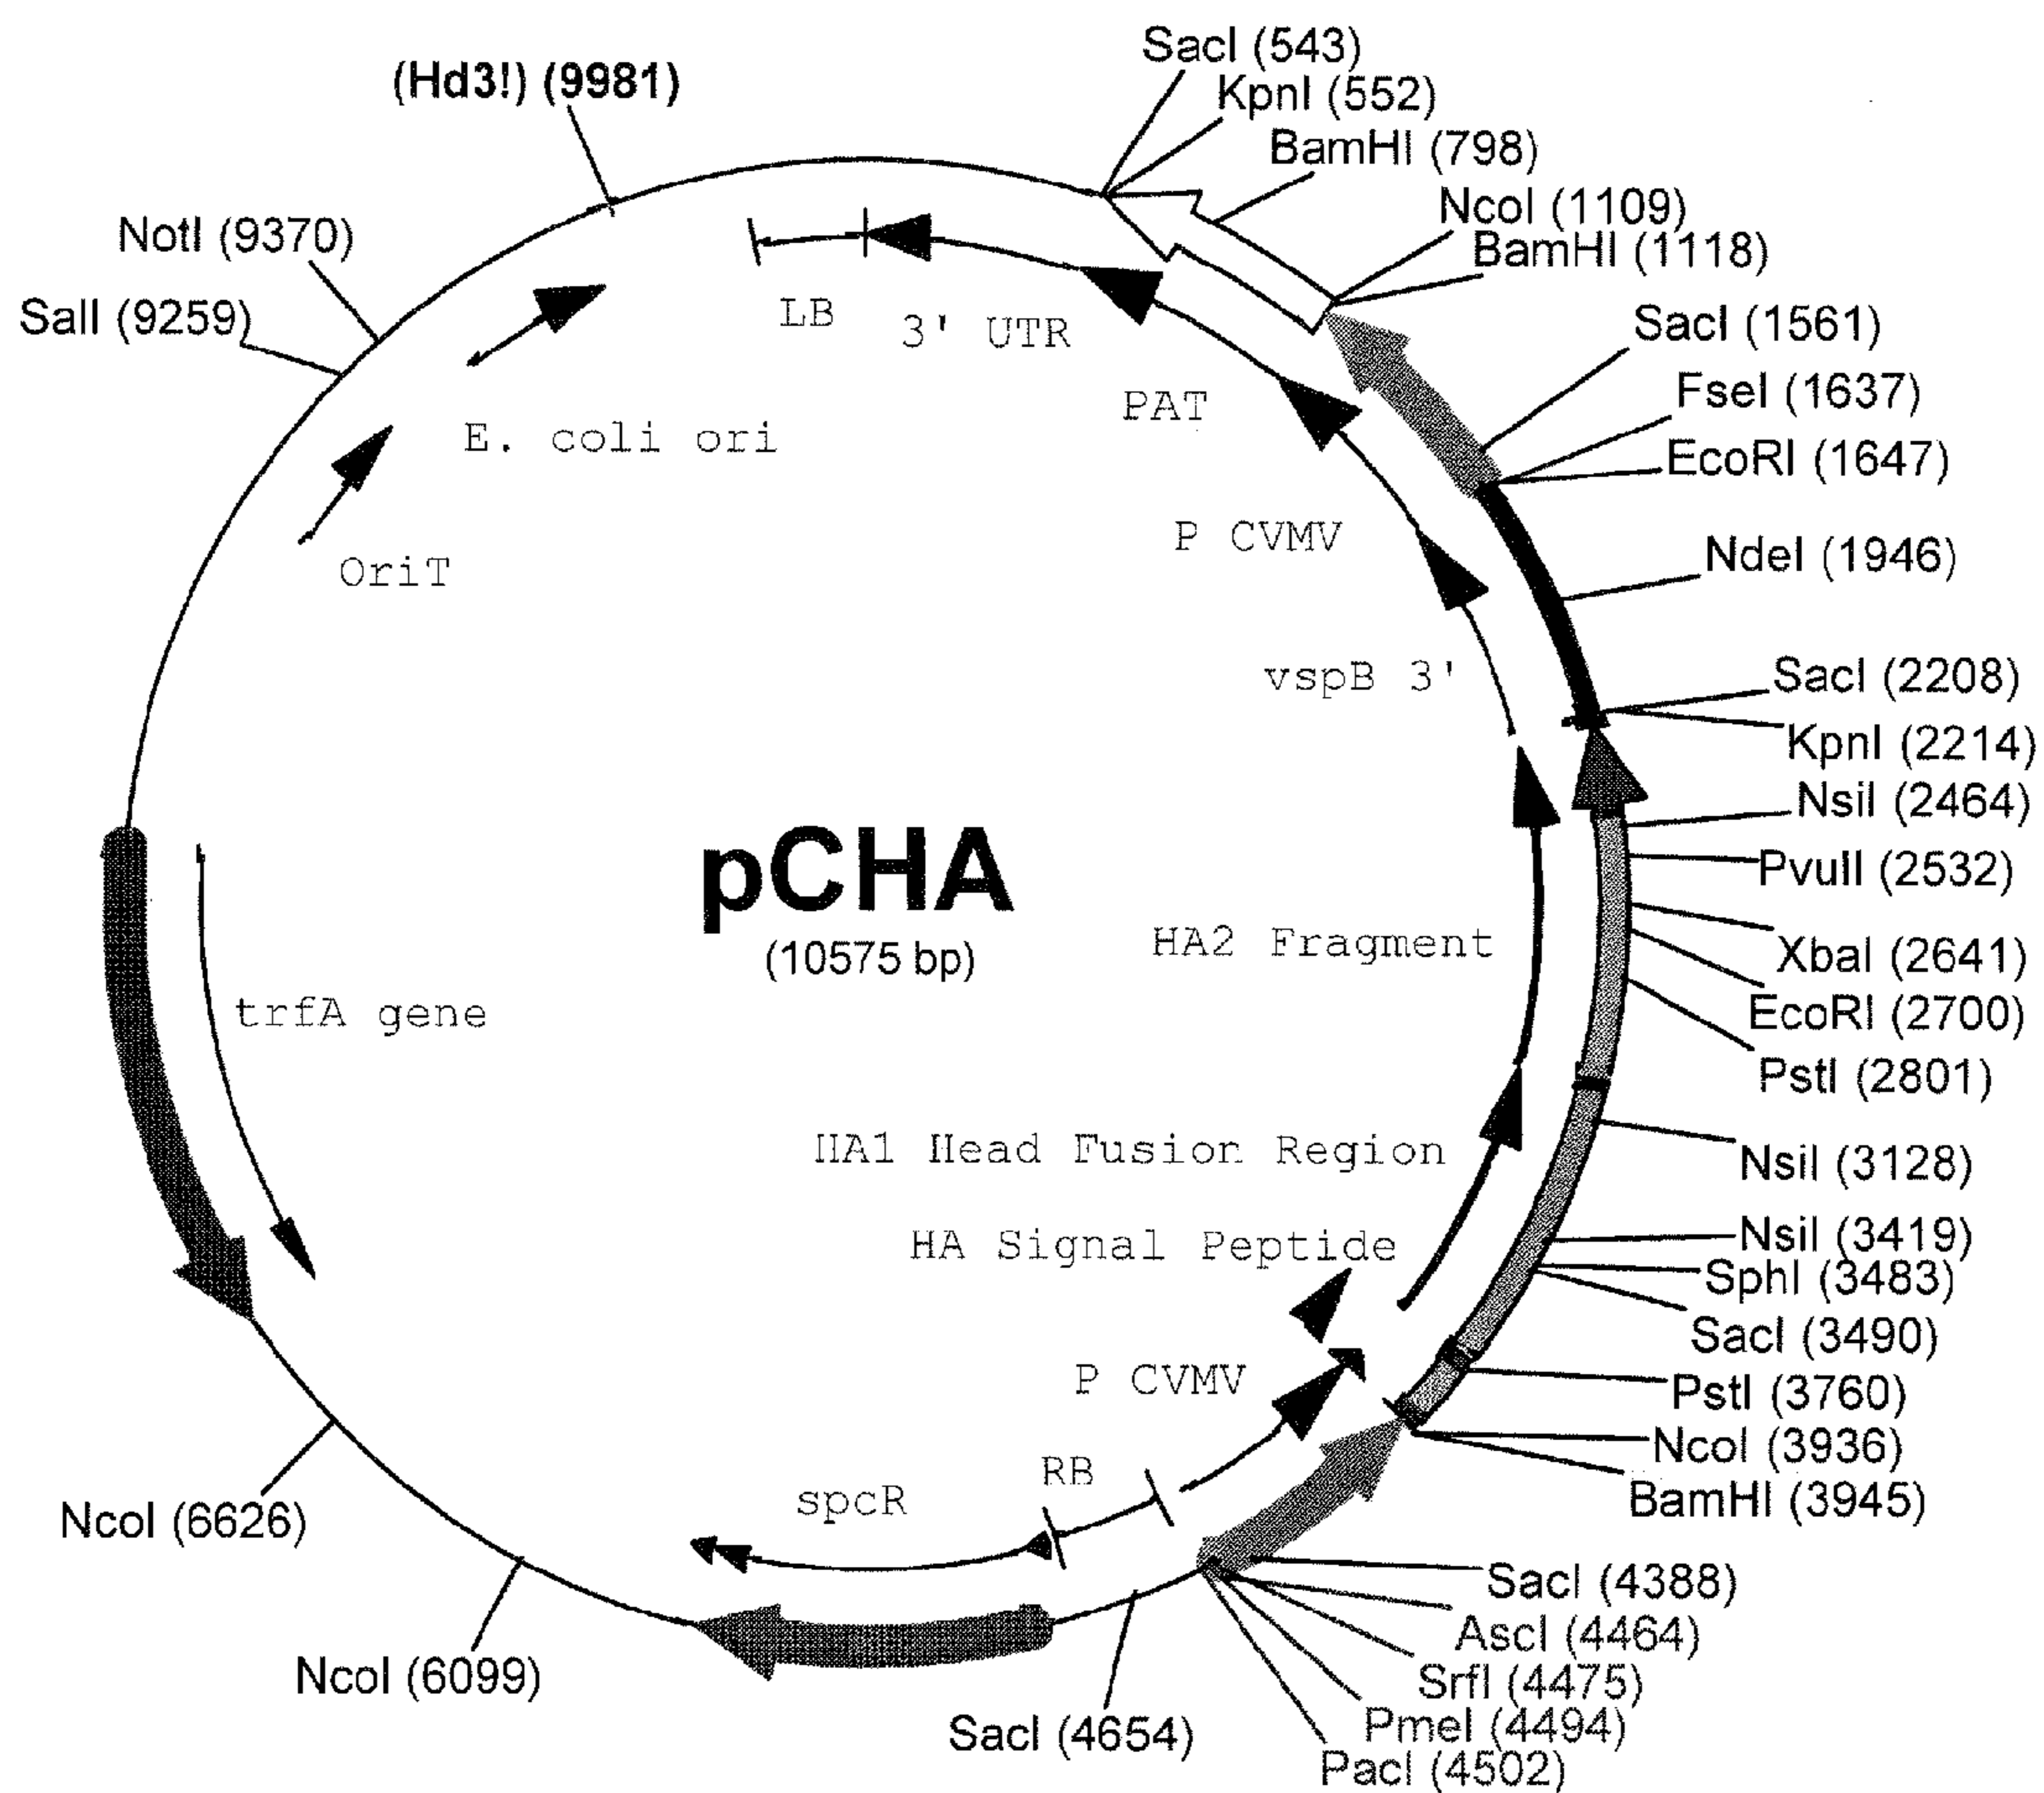 (Hd3!) (9981)
SacI (543)
KpnI (552)
BamHI (798)
NcoI (1109)
BamHI (1118)
SacI (1561)
FseI (1637)
EcoRI (1647)
NdeI (1946)
SacI (2208)
KpnI (2214)
NsiI (2464)
PvuII (2532)
XbaI (2641)
EcoRI (2700)
PstI (2801)
NsiI (3128)
NsiI (3419)
SphI (3483)
SacI (3490)
PstI (3760)
NcoI (3936)
BamHI (3945)
SacI (4388)
AscI (4464)
SrfI (4475)
PmeI (4494)
PacI (4502)
SacI (4654)
NcoI (6099)
NcoI (6626)
SalI (9259)
NotI (9370)
LB
3' UTR
PAT
P CVMV
vspB 3'
HA2 Fragment
HA1 Head Fusion Region
HA Signal Peptide
P CVMV
RB
spcR
trfA gene
OriT
E. coli ori
pCHA
(10575 bp)